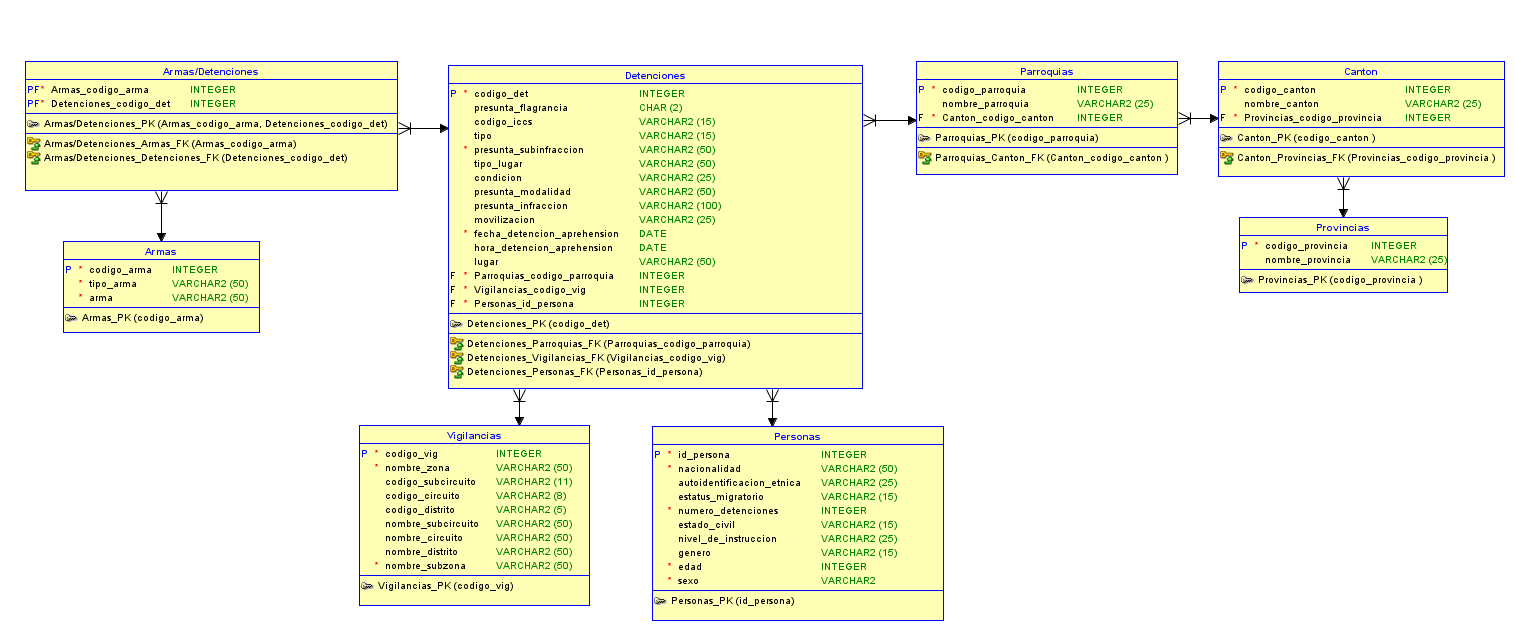 Armas/Detenciones
PF* Armas_codigo_arma INTEGER
PF* Detenciones_codigo_det INTEGER
Armas/Detenciones_PK (Armas_codigo_arma, Detenciones_codigo_det)
Armas/Detenciones_Armas_FK (Armas_codigo_arma)
Armas/Detenciones_Detenciones_FK (Detenciones_codigo_det)
Armas
P * codigo_arma INTEGER
* tipo_arma VARCHAR2 (50)
* arma VARCHAR2 (50)
Armas_PK (codigo_arma)
Detenciones
P * codigo_det INTEGER
presunta_flagrancia CHAR (2)
codigo_iccs VARCHAR2 (15)
tipo VARCHAR2 (15)
* presunta_subinfraccion VARCHAR2 (50)
tipo_lugar VARCHAR2 (50)
condicion VARCHAR2 (25)
presunta_modalidad VARCHAR2 (50)
presunta_infraccion VARCHAR2 (100)
movilizacion VARCHAR2 (25)
* fecha_detencion_aprehension DATE
hora_detencion_aprehension DATE
lugar VARCHAR2 (50)
F * Parroquias_codigo_parroquia INTEGER
F * Vigilancias_codigo_vig INTEGER
F * Personas_id_persona INTEGER
Detenciones_PK (codigo_det)
Detenciones_Parroquias_FK (Parroquias_codigo_parroquia)
Detenciones_Vigilancias_FK (Vigilancias_codigo_vig)
Detenciones_Personas_FK (Personas_id_persona)
Parroquias
P * codigo_parroquia INTEGER
nombre_parroquia VARCHAR2 (25)
F * Canton_codigo_canton INTEGER
Parroquias_PK (codigo_parroquia)
Parroquias_Canton_FK (Canton_codigo_canton )
Canton
P * codigo_canton INTEGER
nombre_canton VARCHAR2 (25)
F * Provincias_codigo_provincia INTEGER
Canton_PK (codigo_canton )
Canton_Provincias_FK (Provincias_codigo_provincia )
Provincias
P * codigo_provincia INTEGER
nombre_provincia VARCHAR2 (25)
Provincias_PK (codigo_provincia )
Vigilancias
P * codigo_vig INTEGER
* nombre_zona VARCHAR2 (50)
codigo_subcircuito VARCHAR2 (11)
codigo_circuito VARCHAR2 (8)
codigo_distrito VARCHAR2 (5)
nombre_subcircuito VARCHAR2 (50)
nombre_circuito VARCHAR2 (50)
nombre_distrito VARCHAR2 (50)
* nombre_subzona VARCHAR2 (50)
Vigilancias_PK (codigo_vig)
Personas
P * id_persona INTEGER
* nacionalidad VARCHAR2 (50)
autoidentificacion_etnica VARCHAR2 (25)
estatus_migratorio VARCHAR2 (15)
* numero_detenciones INTEGER
estado_civil VARCHAR2 (15)
nivel_de_instruccion VARCHAR2 (25)
genero VARCHAR2 (15)
* edad INTEGER
* sexo VARCHAR2
Personas_PK (id_persona)